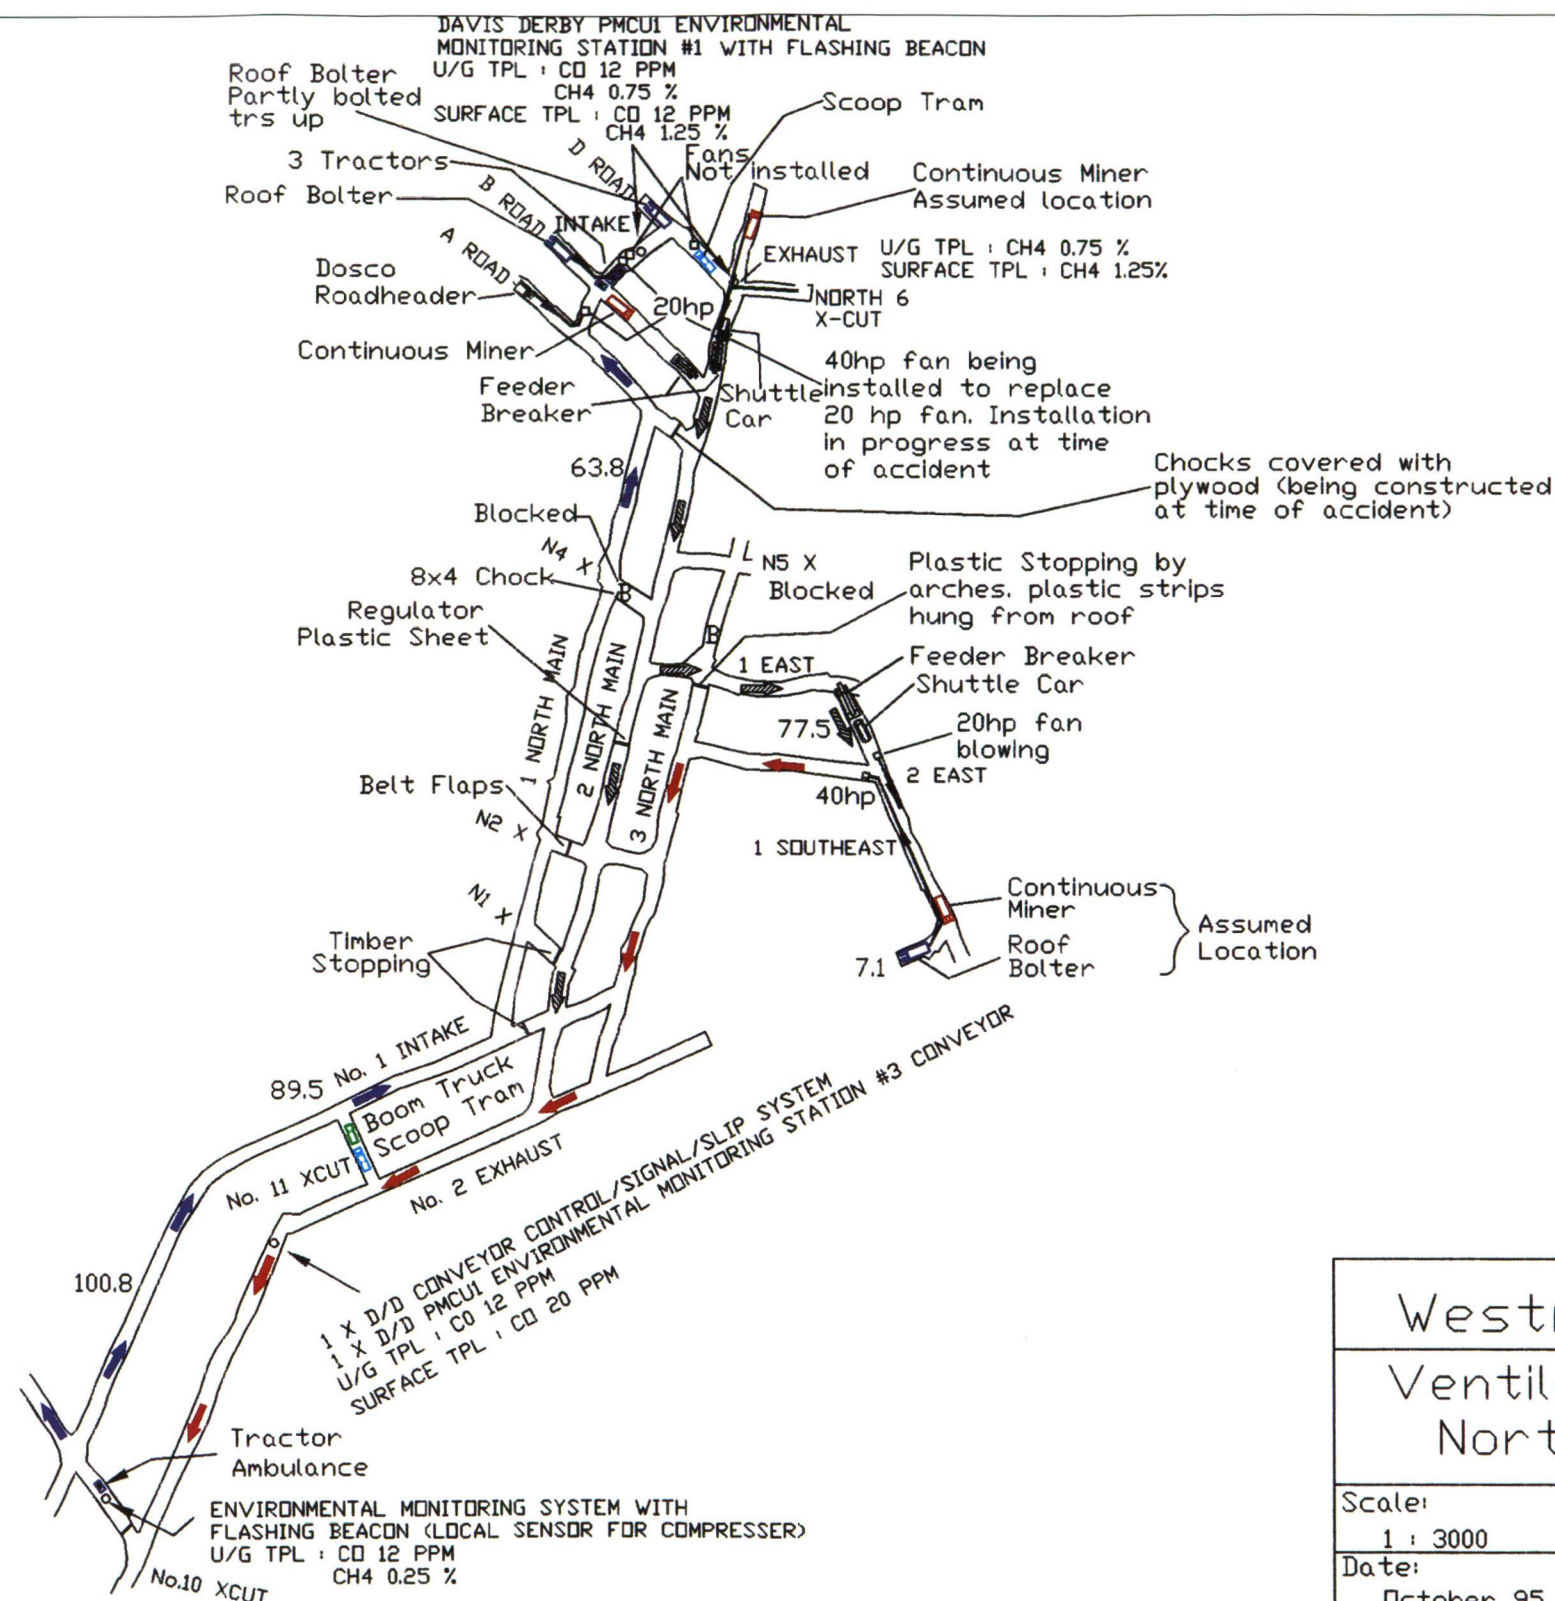 DAVIS DERBY PMCU1 ENVIRONMENTAL
MONITORING STATION #1 WITH FLASHING BEACON
U/G TPL : CO 12 PPM
CH4 0.75 %
SURFACE TPL : CO 12 PPM
CH4 1.25 %
Roof Bolter
Partly bolted
trs up
3 Tractors
Roof Bolter
Scoop Tram
Fans
Not installed
Continuous Miner
Assumed location
D ROAD
B ROAD
A ROAD
INTAKE
EXHAUST
U/G TPL : CH4 0.75 %
SURFACE TPL : CH4 1.25%
Dosco
Roadheader
20hp
NORTH 6
X-CUT
Continuous Miner
Feeder
Breaker
Shuttle
Car
40hp fan being
installed to replace
20 hp fan. Installation
in progress at time
of accident
63.8
Chocks covered with
plywood (being constructed
at time of accident)
Blocked
N4 X
8x4 Chock
B
N5 X
Blocked
Plastic Stopping by
arches. plastic strips
hung from roof
Regulator
Plastic Sheet
B
1 NORTH MAIN
2 NORTH MAIN
3 NORTH MAIN
1 EAST
Feeder Breaker
Shuttle Car
77.5
20hp fan
blowing
2 EAST
40hp
Belt Flaps
N2 X
1 SOUTHEAST
N1 X
Continuous
Miner
Roof
Bolter
Assumed
Location
7.1
Timber
Stopping
89.5
No. 1 INTAKE
Boom Truck
Scoop Tram
No. 11 XCUT
No. 2 EXHAUST
100.8
1 X D/D CONVEYOR CONTROL/SIGNAL/SLIP SYSTEM
1 X D/D PMCU1 ENVIRONMENTAL MONITORING STATION #3 CONVEYOR
U/G TPL : CO 12 PPM
SURFACE TPL : CO 20 PPM
Tractor
Ambulance
ENVIRONMENTAL MONITORING SYSTEM WITH
FLASHING BEACON (LOCAL SENSOR FOR COMPRESSER)
U/G TPL : CO 12 PPM
CH4 0.25 %
No.10 XCUT
Westr
Ventil
Nort
Scale:
1 : 3000
Date:
October 95